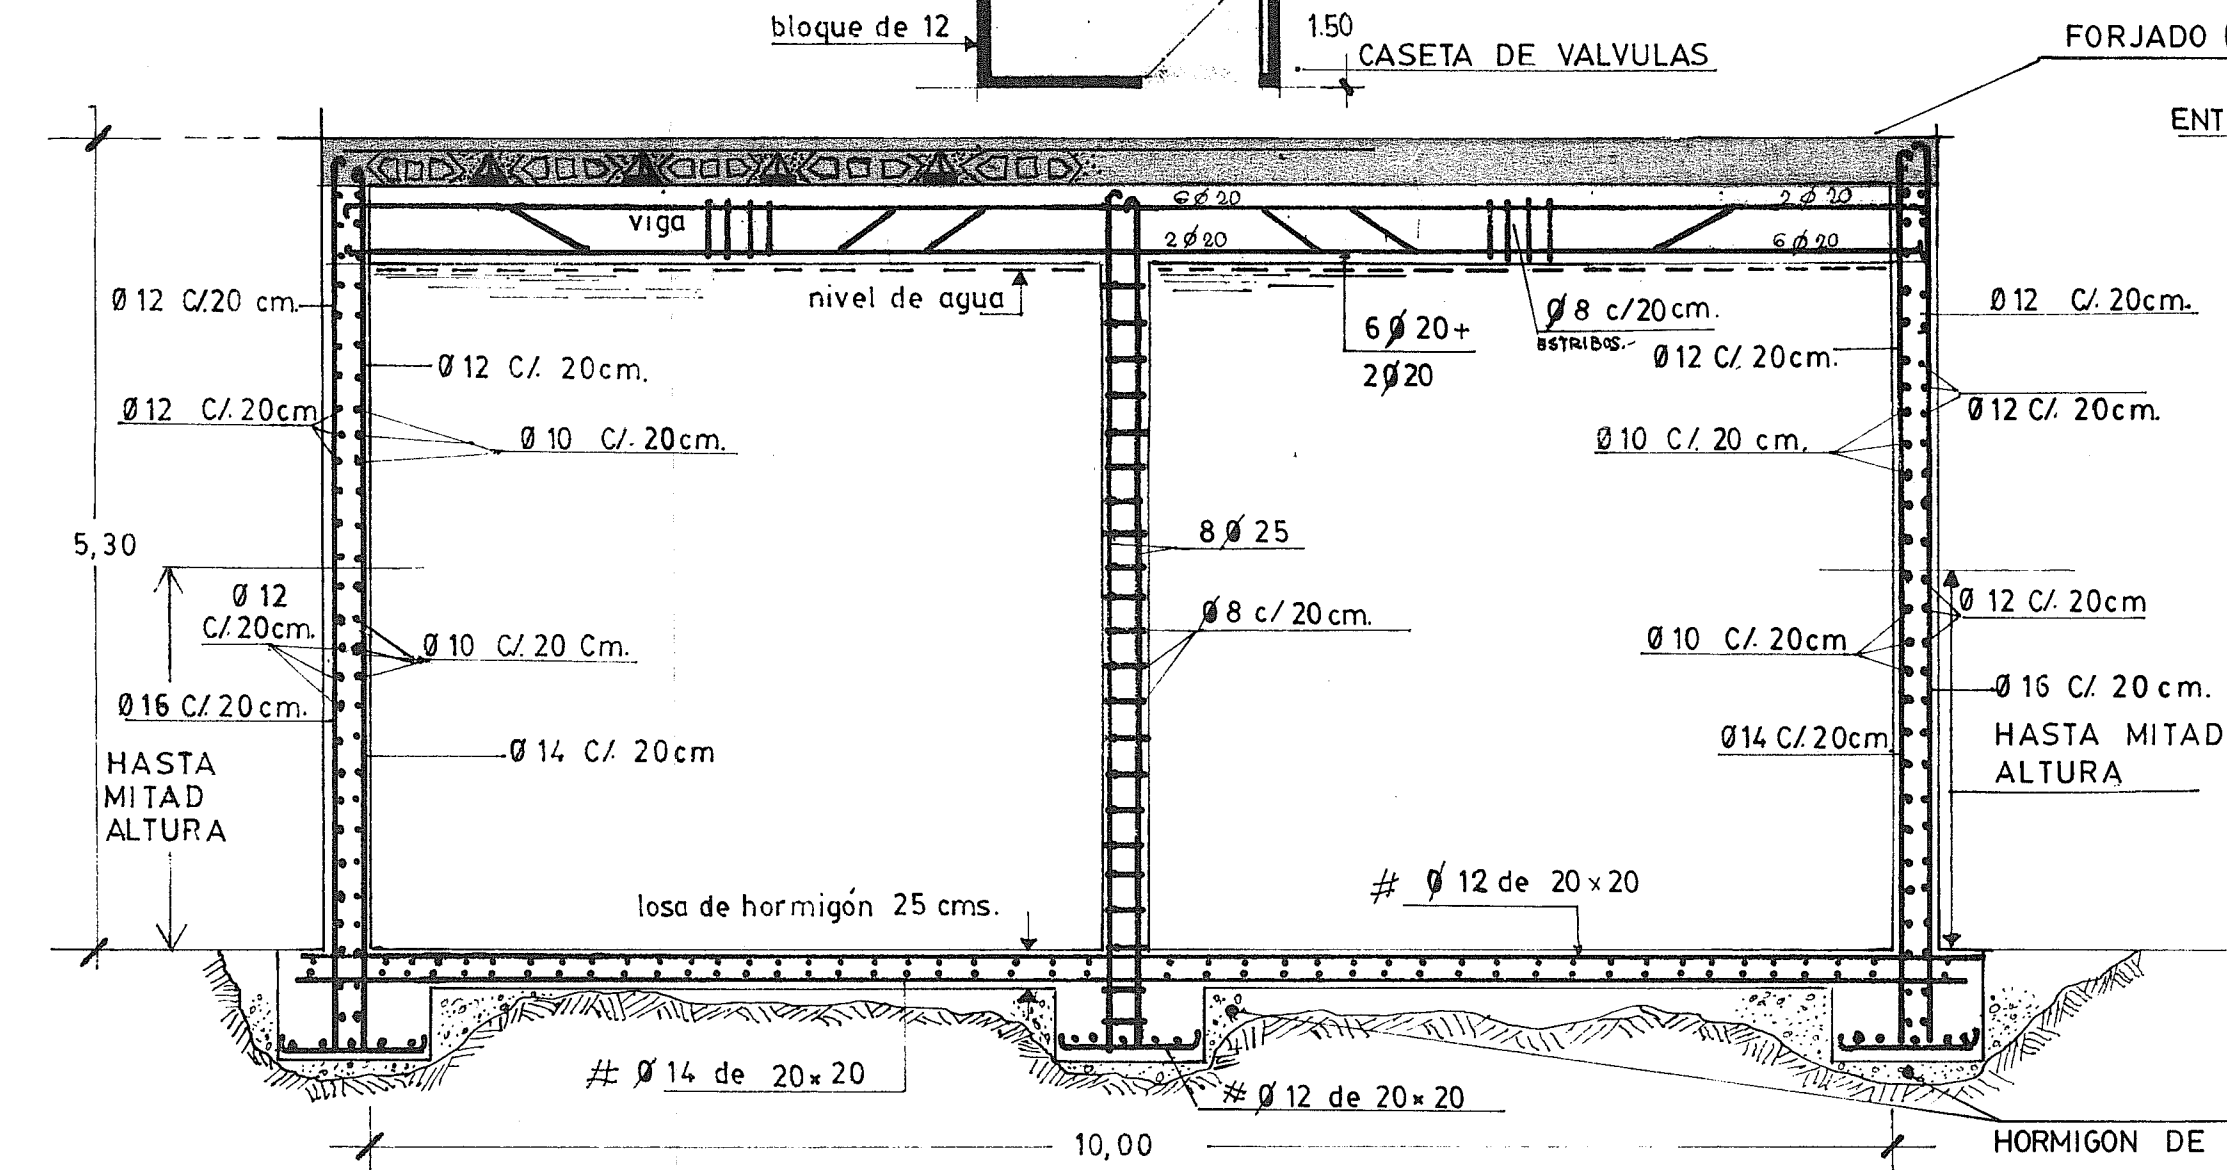 bloque de 12
1.50
CASETA DE VALVULAS
FORJADO
ENT
6Ø20
2Ø20
viga
2Ø20
6Ø20
nivel de agua
Ø12 C/.20 cm.
Ø8 c/20cm.
ESTRIBOS.-
Ø12 C/. 20cm.
6Ø20+
2Ø20
Ø12 C/. 20cm.
Ø12 C/. 20cm.
Ø12 C/. 20cm
Ø10 C/. 20cm.
Ø10 C/. 20 cm.
Ø12 C/. 20cm.
5,30
8Ø25
Ø12
C/.20cm.
Ø8 c/20cm.
Ø12 C/. 20cm
Ø10 C/.20 Cm.
Ø10 C/. 20cm
Ø16 C/. 20cm.
Ø16 C/. 20cm.
Ø14 C/. 20cm
Ø14 C/.20cm
HASTA
MITAD
ALTURA
HASTA MITAD
ALTURA
losa de hormigón 25 cms.
# Ø12 de 20×20
# Ø14 de 20×20
# Ø12 de 20×20
10,00
HORMIGON DE